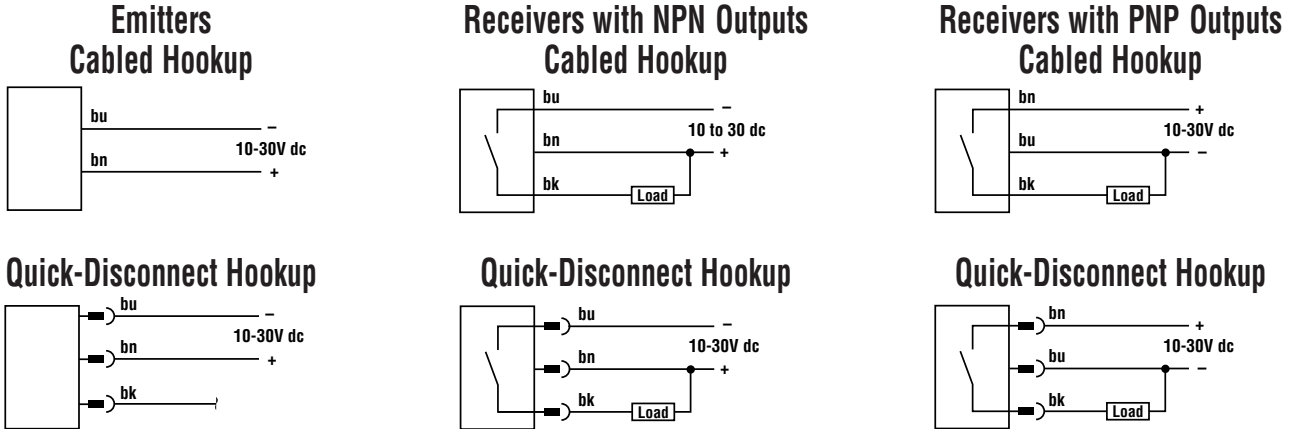 Emitters
Cabled Hookup
bu
–
10-30V dc
bn
+
Receivers with NPN Outputs
Cabled Hookup
bu
–
10 to 30 dc
bn
+
bk
Load
Receivers with PNP Outputs
Cabled Hookup
bn
+
10-30V dc
bu
–
bk
Load
Quick-Disconnect Hookup
bu
–
10-30V dc
bn
+
bk
Quick-Disconnect Hookup
bu
–
10-30V dc
bn
+
bk
Load
Quick-Disconnect Hookup
bn
+
10-30V dc
bu
–
bk
Load